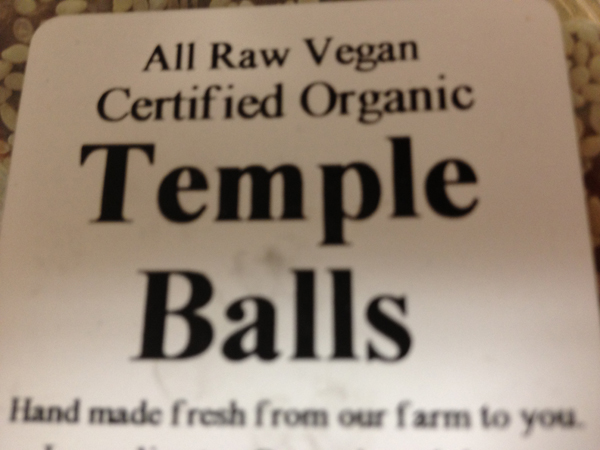 All Raw Vegan
Certified Organic
Temple
Balls
Hand made fresh from our farm to you.